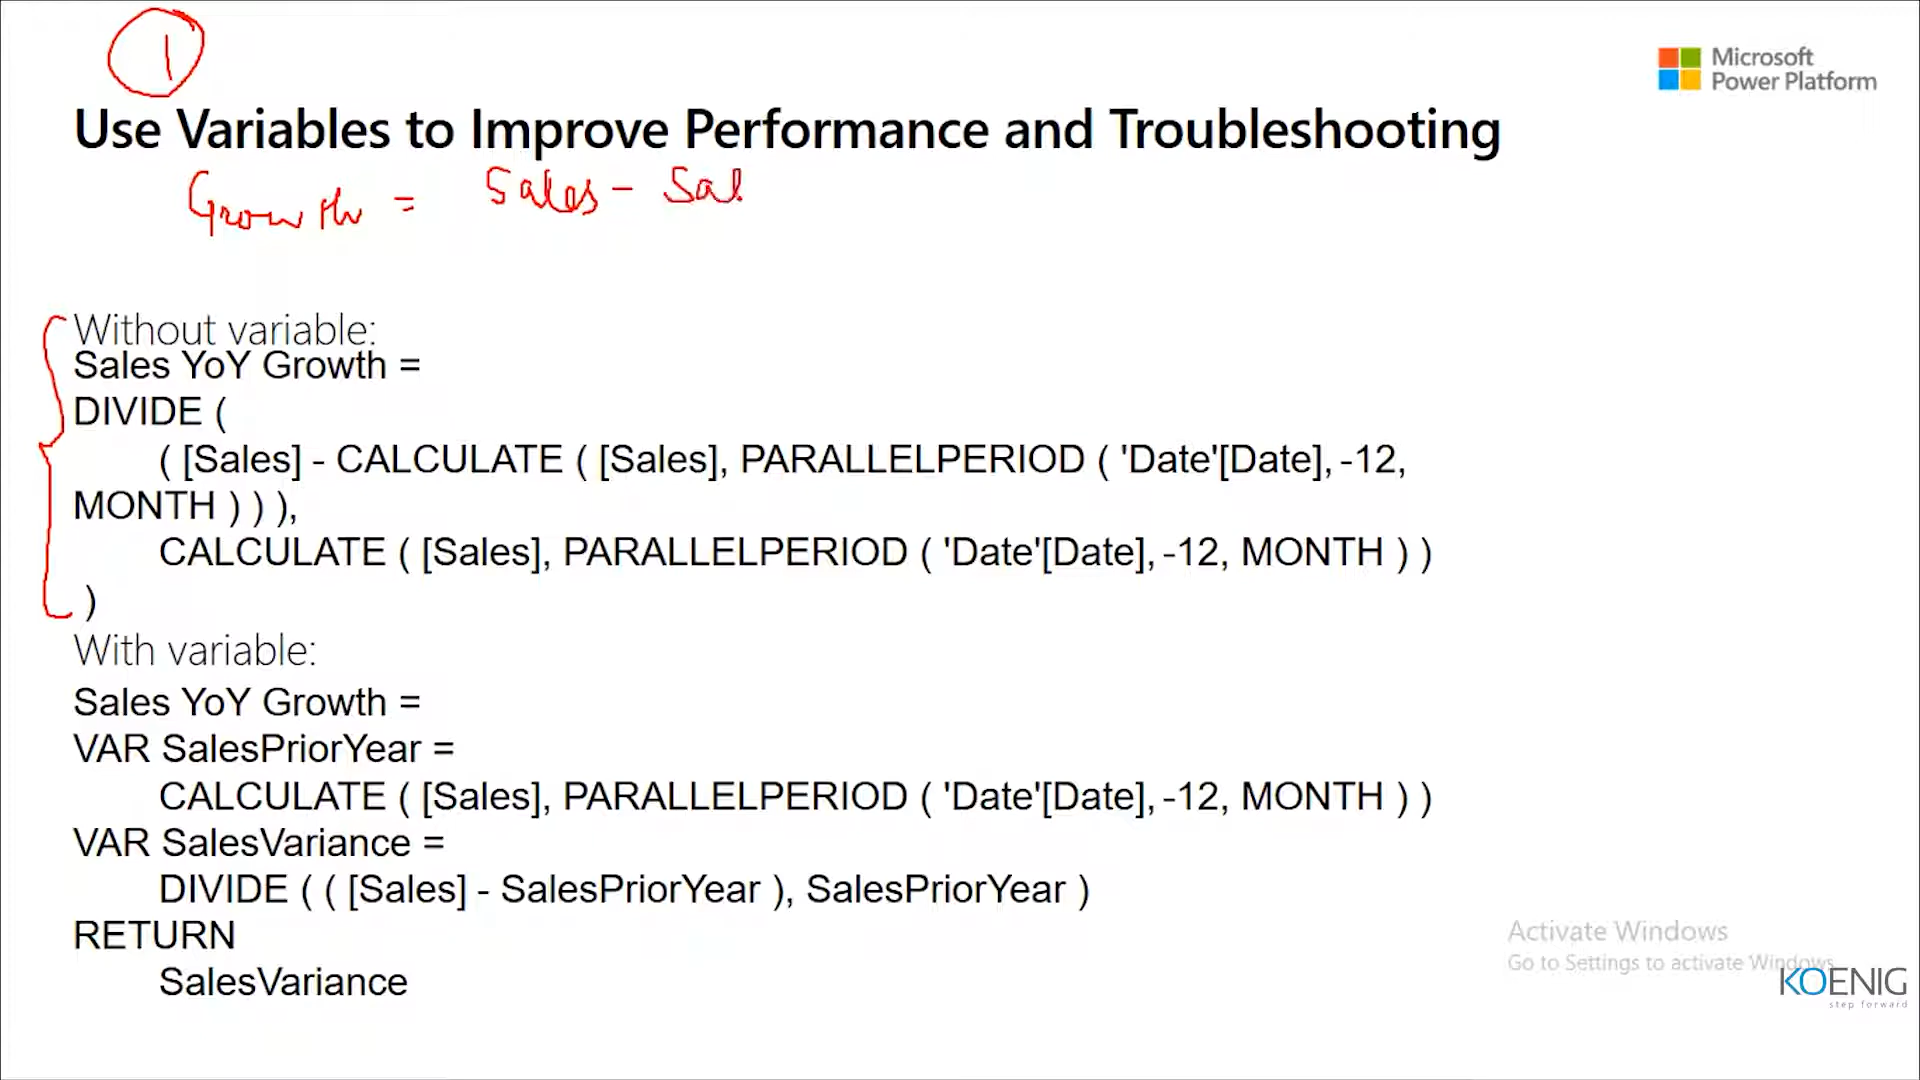 1
Microsoft
Power Platform
Use Variables to Improve Performance and Troubleshooting
Growth = Sales - Sal
Without variable:
Sales YoY Growth =
DIVIDE (
( [Sales] - CALCULATE ( [Sales], PARALLELPERIOD ( 'Date'[Date], -12,
MONTH ) ) ),
CALCULATE ( [Sales], PARALLELPERIOD ( 'Date'[Date], -12, MONTH ) )
)
With variable:
Sales YoY Growth =
VAR SalesPriorYear =
CALCULATE ( [Sales], PARALLELPERIOD ( 'Date'[Date], -12, MONTH ) )
VAR SalesVariance =
DIVIDE ( ( [Sales] - SalesPriorYear ), SalesPriorYear )
RETURN
SalesVariance
Activate Windows
Go to Settings to activate Windows.
KOENIG
step forward